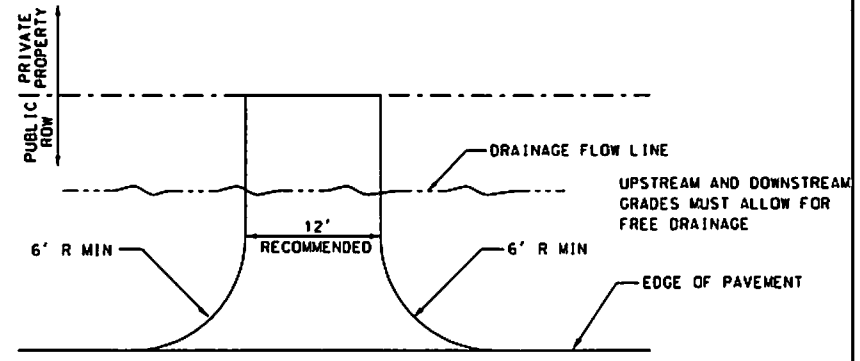 PRIVATE
PROPERTY
PUBLIC
ROW
DRAINAGE FLOW LINE
UPSTREAM AND DOWNSTREAM
GRADES MUST ALLOW FOR
FREE DRAINAGE
12'
RECOMMENDED
6' R MIN
6' R MIN
EDGE OF PAVEMENT